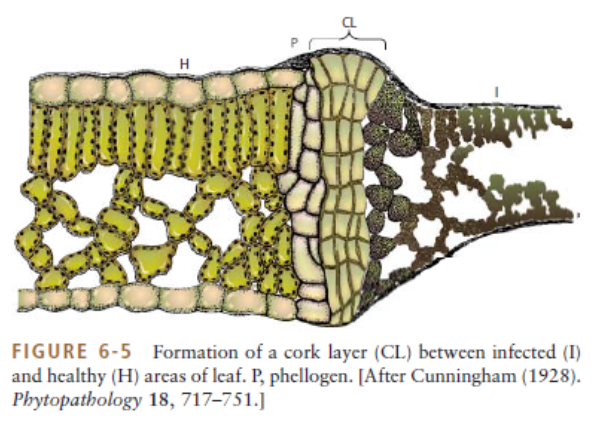 CL
P
H
I
FIGURE 6-5 Formation of a cork layer (CL) between infected (I)
and healthy (H) areas of leaf. P, phellogen. [After Cunningham (1928).
Phytopathology 18, 717–751.]